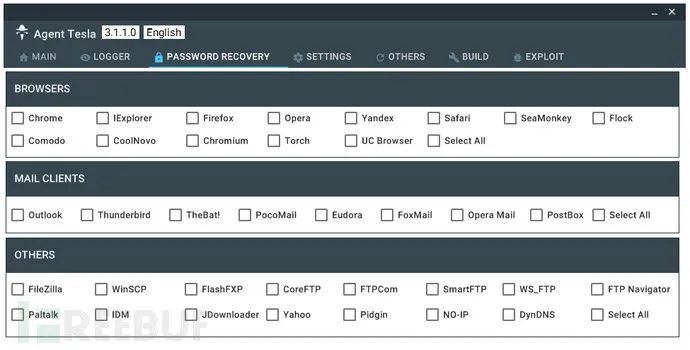 Agent Tesla 3.1.1.0 English
MAIN LOGGER PASSWORD RECOVERY SETTINGS OTHERS BUILD EXPLOIT
BROWSERS
Chrome IExplorer Firefox Opera Yandex Safari SeaMonkey Flock
Comodo CoolNovo Chromium Torch UC Browser Select All
MAIL CLIENTS
Outlook Thunderbird TheBat! PocoMail Eudora FoxMail Opera Mail PostBox Select All
OTHERS
FileZilla WinSCP FlashFXP CoreFTP FTPCom SmartFTP WS_FTP FTP Navigator
Paltalk IDM JDownloader Yahoo Pidgin NO-IP DynDNS Select All
REEBUF